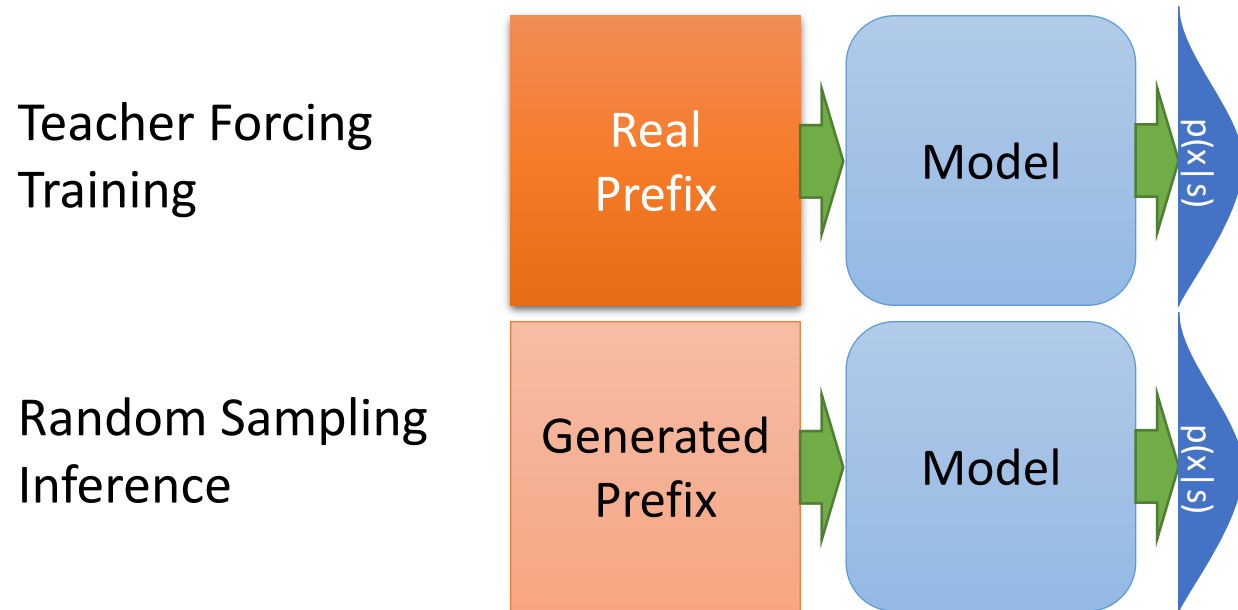 Teacher Forcing
Training
Real
Prefix
Model
p(x|s)
Random Sampling
Inference
Generated
Prefix
Model
p(x|s)